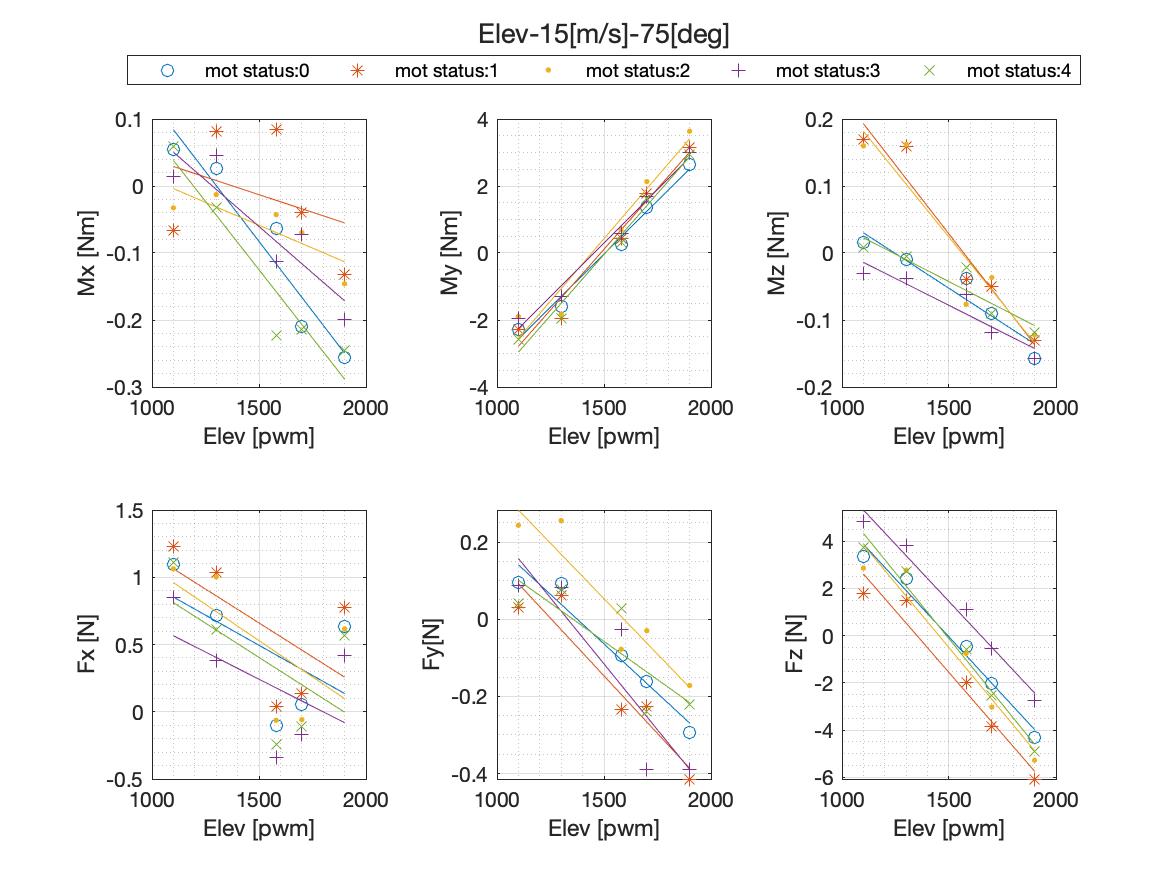 Elev-15[m/s]-75[deg]
mot status:0 mot status:1 mot status:2 mot status:3 mot status:4
0.1
0
-0.1
-0.2
-0.3
Mx [Nm]
1000 1500 2000
Elev [pwm]
4
2
0
-2
-4
My [Nm]
1000 1500 2000
Elev [pwm]
0.2
0.1
0
-0.1
-0.2
Mz [Nm]
1000 1500 2000
Elev [pwm]
1.5
1
0.5
0
-0.5
Fx [N]
1000 1500 2000
Elev [pwm]
0.2
0
-0.2
-0.4
Fy[N]
1000 1500 2000
Elev [pwm]
4
2
0
-2
-4
-6
Fz [N]
1000 1500 2000
Elev [pwm]